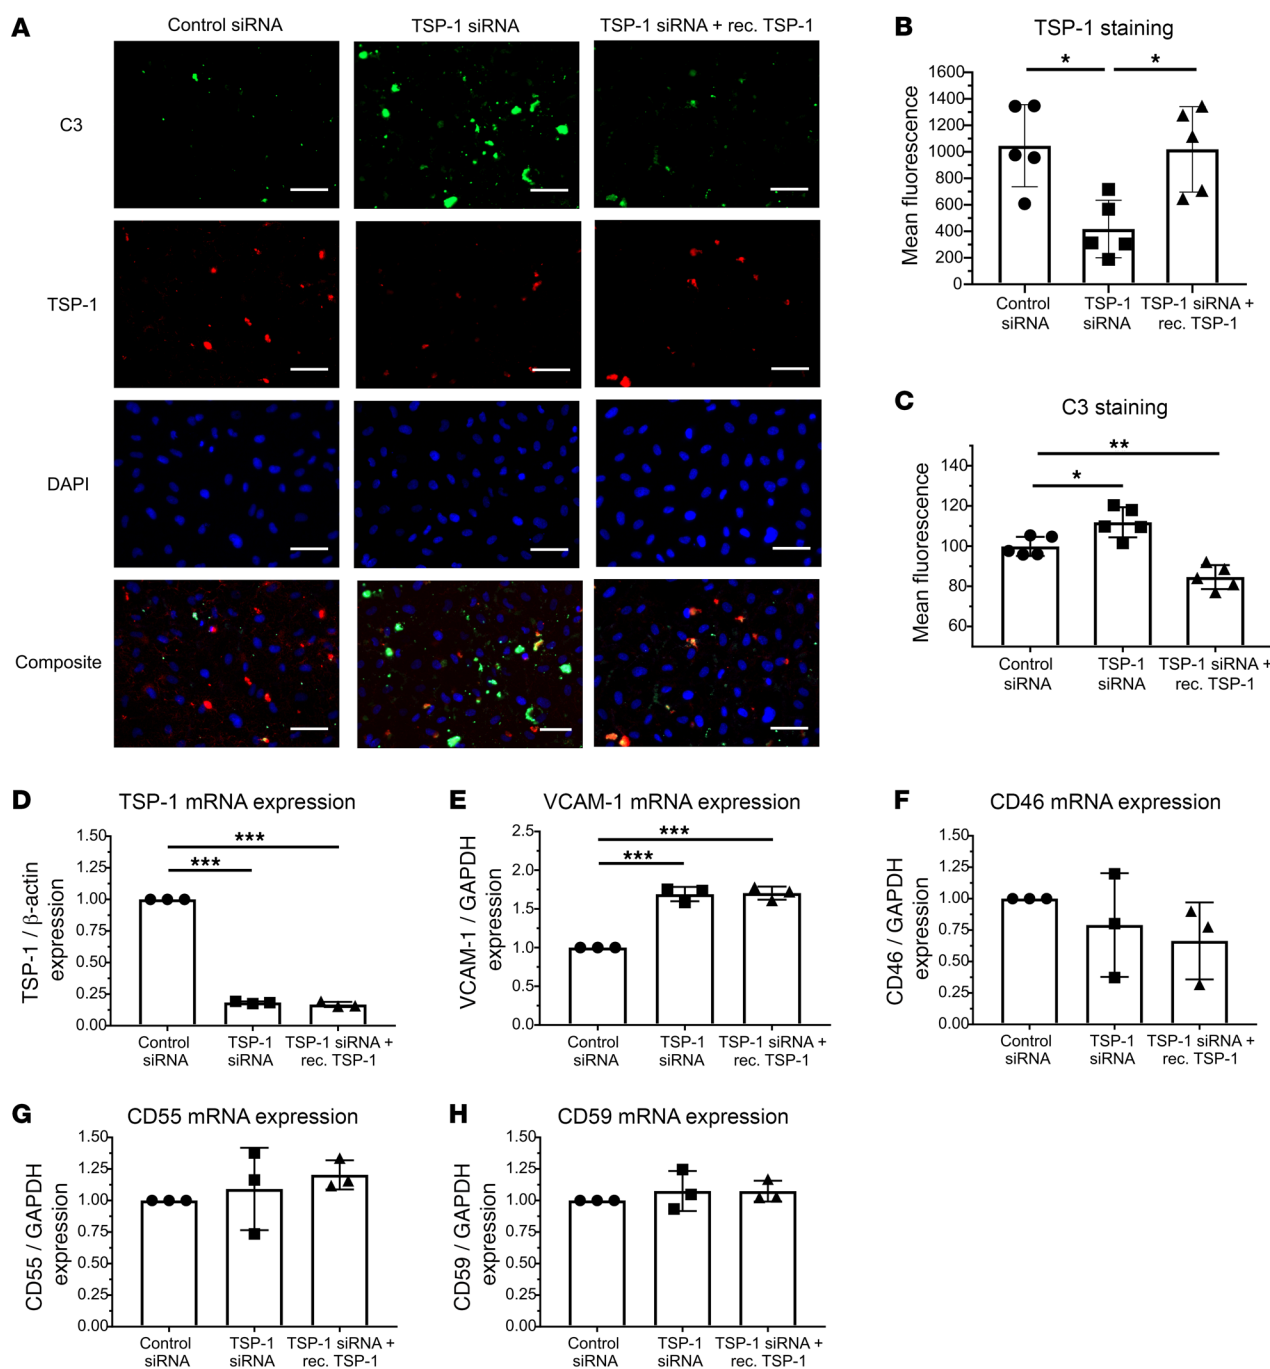 A
Control siRNA
TSP-1 siRNA
TSP-1 siRNA + rec. TSP-1
C3
TSP-1
DAPI
Composite
B
TSP-1 staining
*
*
Mean fluorescence
1600
1400
1200
1000
800
600
400
200
0
Control
siRNA
TSP-1
siRNA
TSP-1 siRNA +
rec. TSP-1
C
C3 staining
**
*
Mean fluorescence
140
120
100
80
60
Control
siRNA
TSP-1
siRNA
TSP-1 siRNA +
rec. TSP-1
D
TSP-1 mRNA expression
***
***
TSP-1 / β-actin
expression
1.50
1.25
1.00
0.75
0.50
0.25
0.00
Control
siRNA
TSP-1
siRNA
TSP-1 siRNA +
rec. TSP-1
E
VCAM-1 mRNA expression
***
***
VCAM-1 / GAPDH
expression
2.5
2.0
1.5
1.0
0.5
0.0
Control
siRNA
TSP-1
siRNA
TSP-1 siRNA +
rec. TSP-1
F
CD46 mRNA expression
CD46 / GAPDH
expression
1.50
1.25
1.00
0.75
0.50
0.25
0.00
Control
siRNA
TSP-1
siRNA
TSP-1 siRNA +
rec. TSP-1
G
CD55 mRNA expression
CD55 / GAPDH
expression
1.50
1.25
1.00
0.75
0.50
0.25
0.00
Control
siRNA
TSP-1
siRNA
TSP-1 siRNA +
rec. TSP-1
H
CD59 mRNA expression
CD59 / GAPDH
expression
1.50
1.25
1.00
0.75
0.50
0.25
0.00
Control
siRNA
TSP-1
siRNA
TSP-1 siRNA +
rec. TSP-1